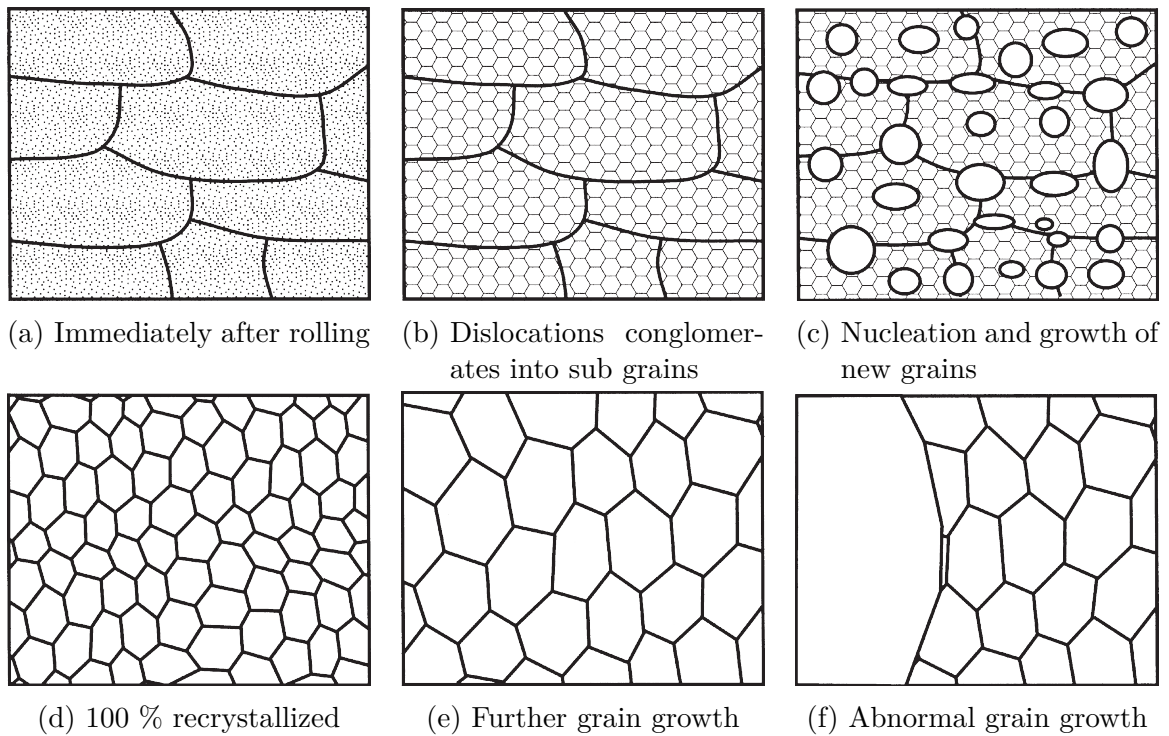 (a) Immediately after rolling
(b) Dislocations conglomer-
ates into sub grains
(c) Nucleation and growth of
new grains
(d) 100 % recrystallized
(e) Further grain growth
(f) Abnormal grain growth